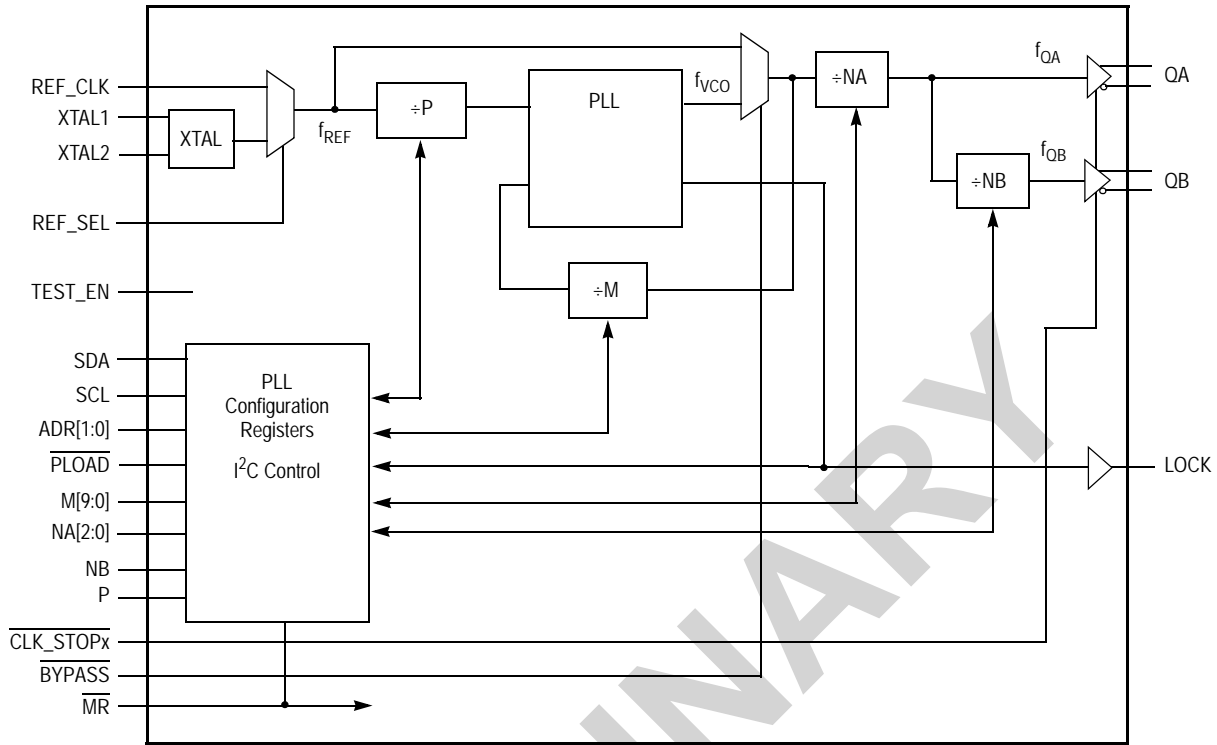 REF_CLK
XTAL1
XTAL2
XTAL
REF_SEL
TEST_EN
f_REF
÷P
PLL
f_VCO
÷M
÷NA
÷NB
f_QA
f_QB
QA
QB
SDA
SCL
ADR[1:0]
PLOAD
M[9:0]
NA[2:0]
NB
P
CLK_STOPx
BYPASS
MR
PLL
Configuration
Registers
I²C Control
LOCK
INARY